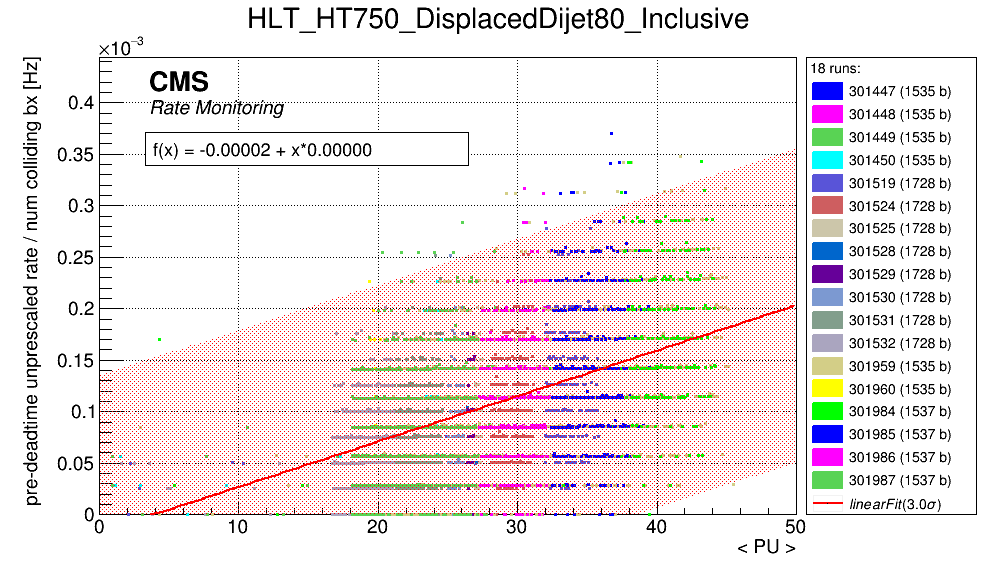 HLT_HT750_DisplacedDijet80_Inclusive
×10⁻³
pre-deadtime unprescaled rate / num colliding bx [Hz]
CMS
Rate Monitoring
f(x) = -0.00002 + x*0.00000
0.4
0.35
0.3
0.25
0.2
0.15
0.1
0.05
0
0 10 20 30 40 50
< PU >
18 runs:
301447 (1535 b)
301448 (1535 b)
301449 (1535 b)
301450 (1535 b)
301519 (1728 b)
301524 (1728 b)
301525 (1728 b)
301528 (1728 b)
301529 (1728 b)
301530 (1728 b)
301531 (1728 b)
301532 (1728 b)
301959 (1535 b)
301960 (1535 b)
301984 (1537 b)
301985 (1537 b)
301986 (1537 b)
301987 (1537 b)
linearFit(3.0σ)